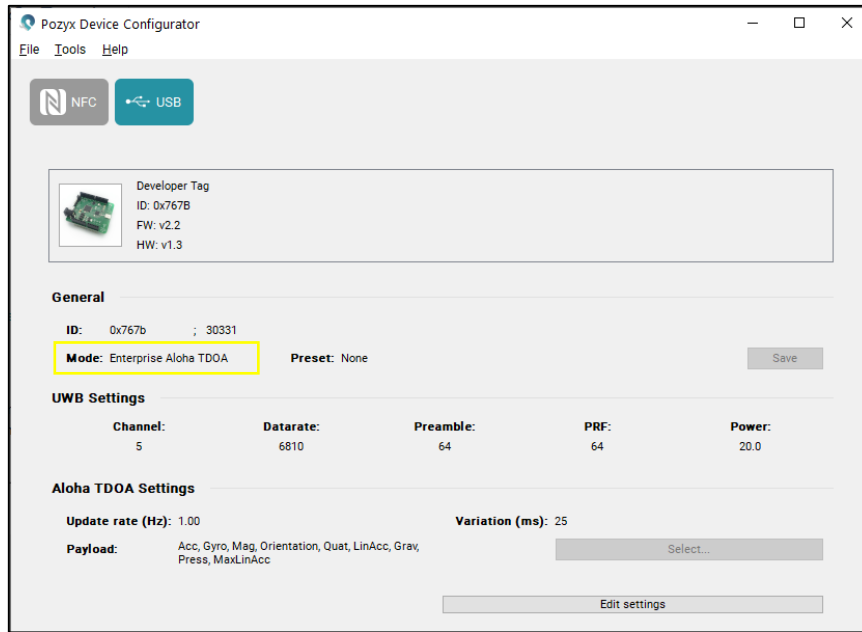 Pozyx Device Configurator
File Tools Help
NFC USB
Developer Tag
ID: 0x767B
FW: v2.2
HW: v1.3
General
ID: 0x767b ; 30331
Mode: Enterprise Aloha TDOA Preset: None Save
UWB Settings
Channel: Datarate: Preamble: PRF: Power:
5 6810 64 64 20.0
Aloha TDOA Settings
Update rate (Hz): 1.00 Variation (ms): 25
Payload: Acc, Gyro, Mag, Orientation, Quat, LinAcc, Grav, Select...
Press, MaxLinAcc
Edit settings